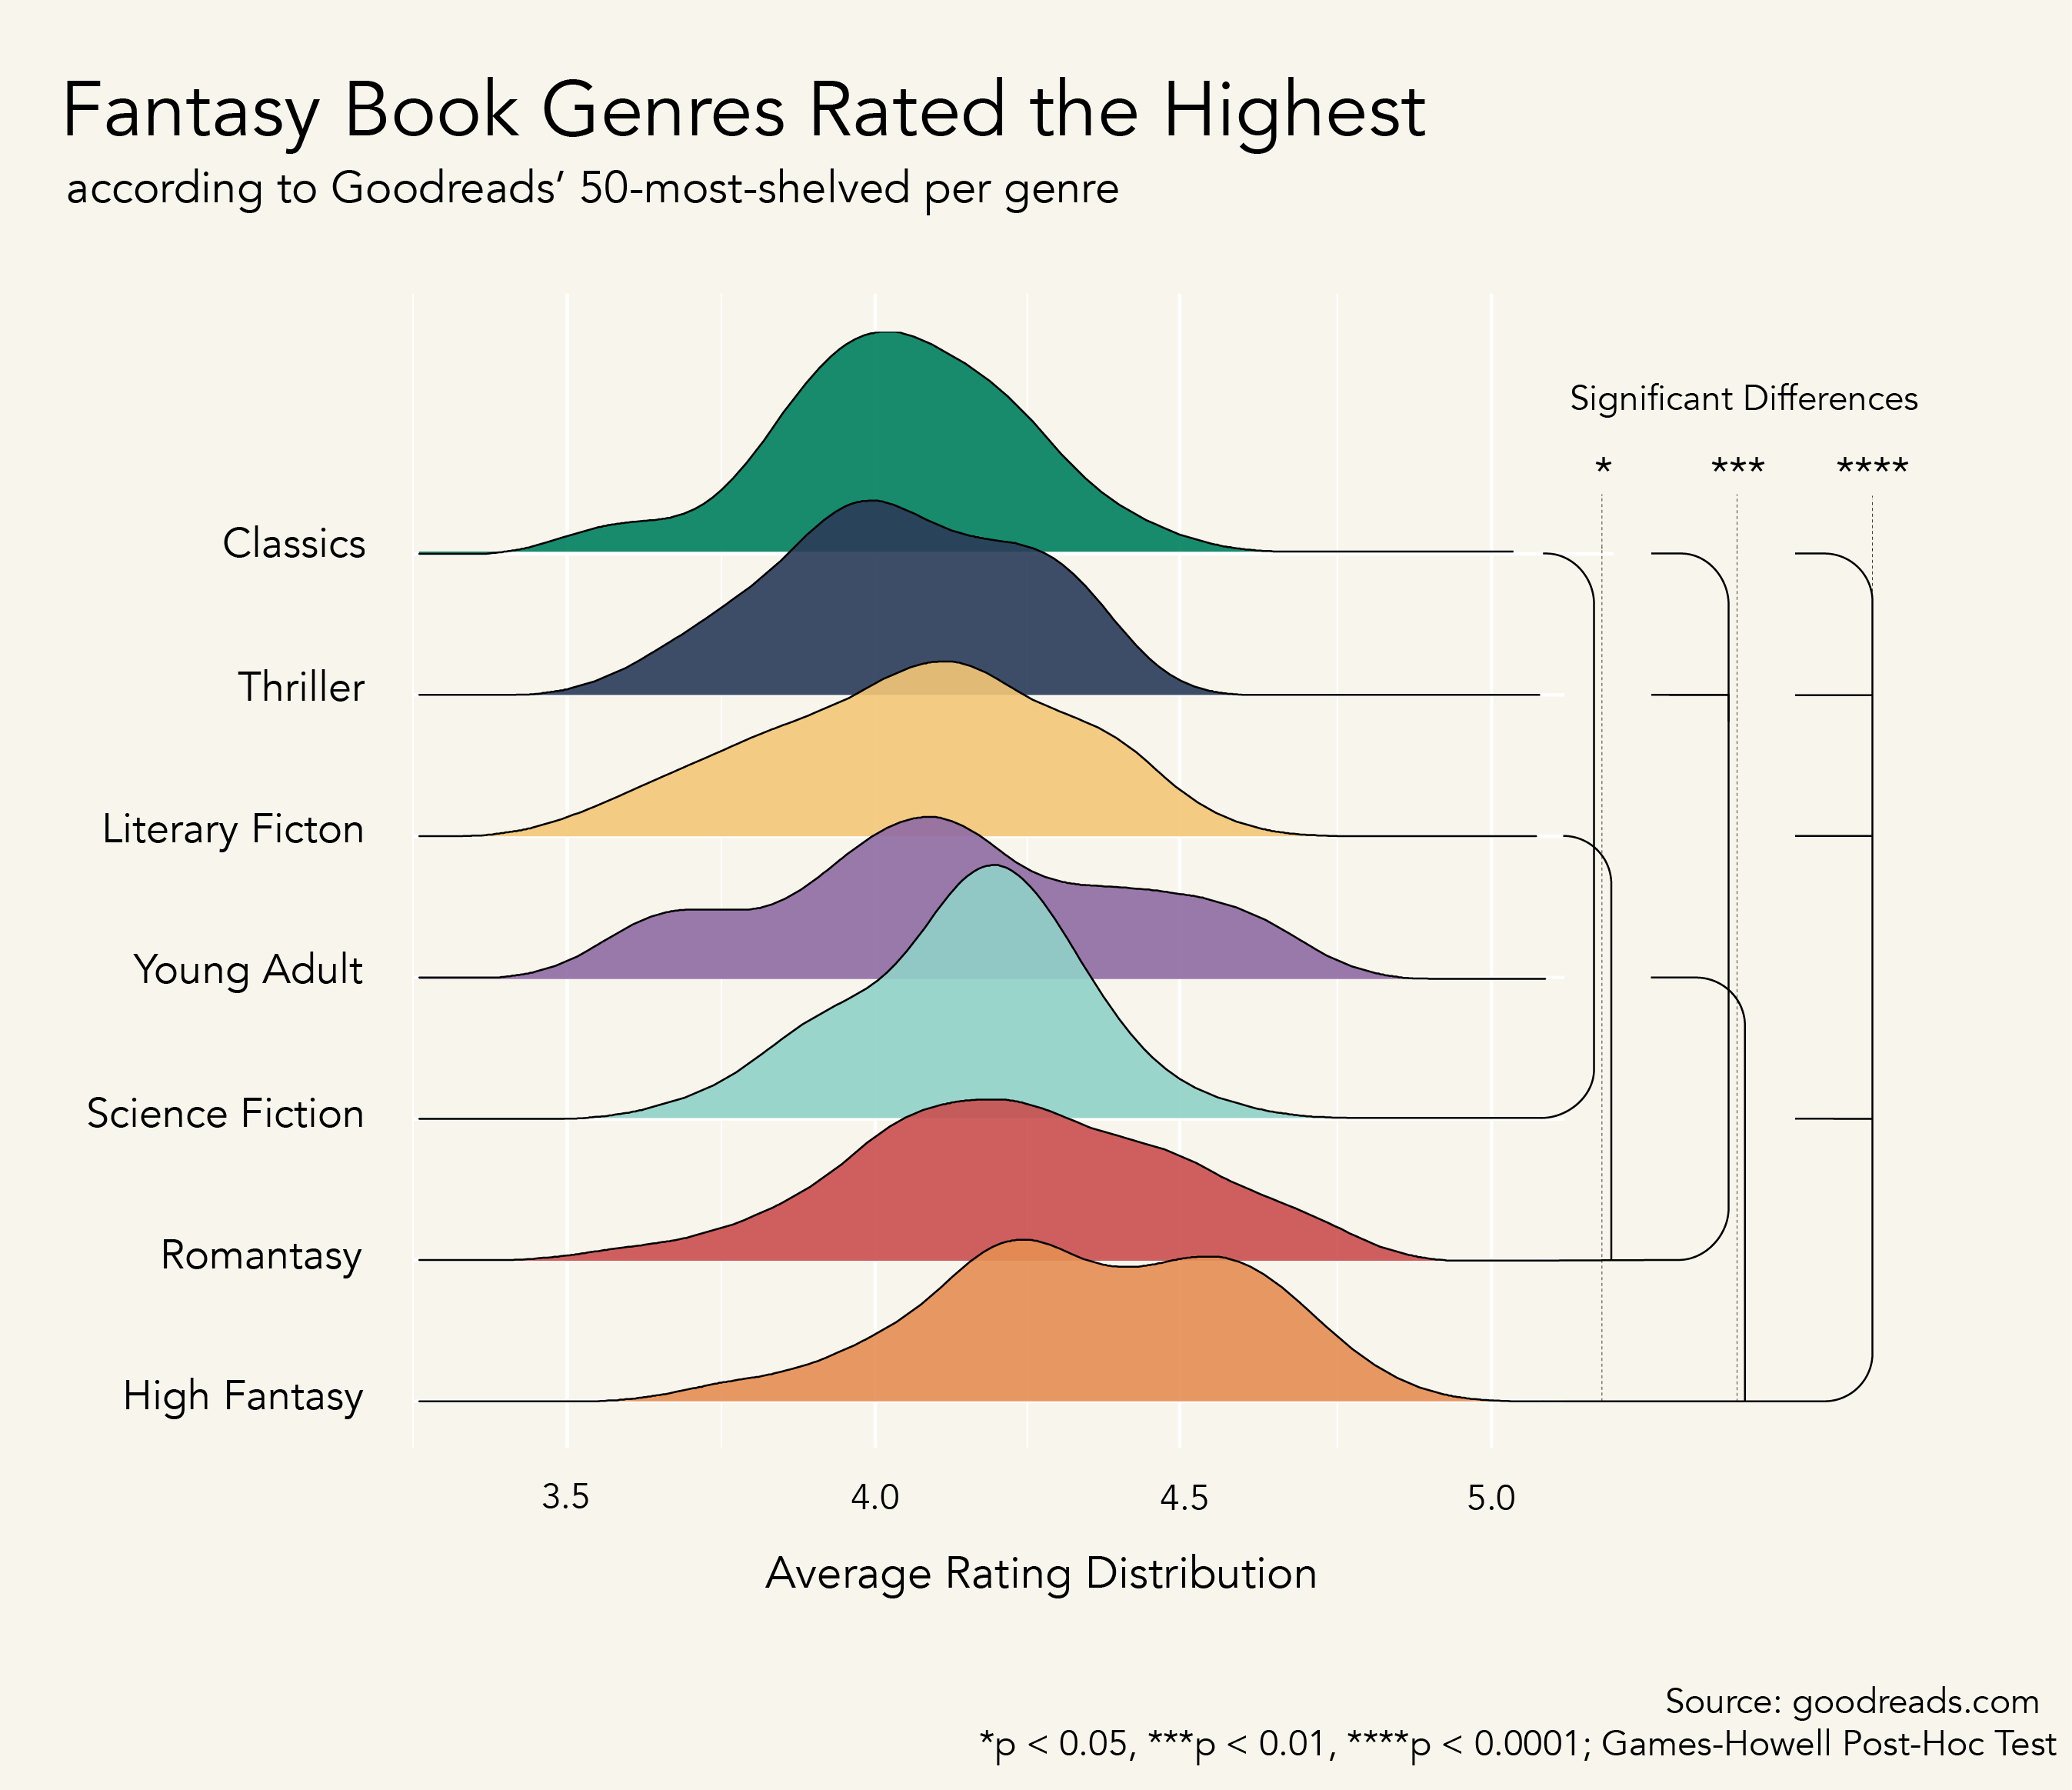 Fantasy Book Genres Rated the Highest
according to Goodreads’ 50-most-shelved per genre
Significant Differences
* *** ****
Classics
Thriller
Literary Ficton
Young Adult
Science Fiction
Romantasy
High Fantasy
3.5 4.0 4.5 5.0
Average Rating Distribution
Source: goodreads.com
*p < 0.05, ***p < 0.01, ****p < 0.0001; Games-Howell Post-Hoc Test